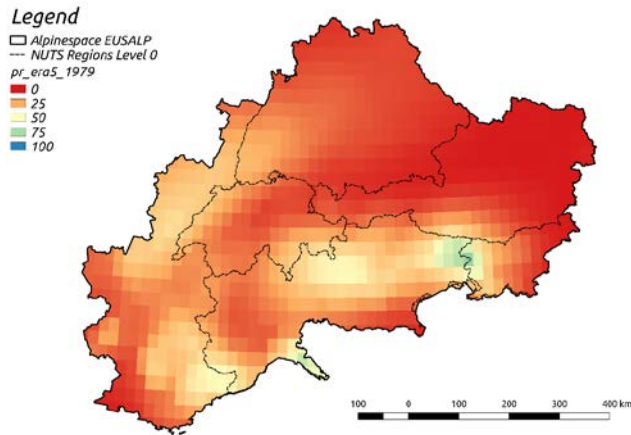 Legend
Alpinespace EUSALP
NUTS Regions Level 0
pr_era5_1979
0
25
50
75
100
100 0 100 200 300 400 km